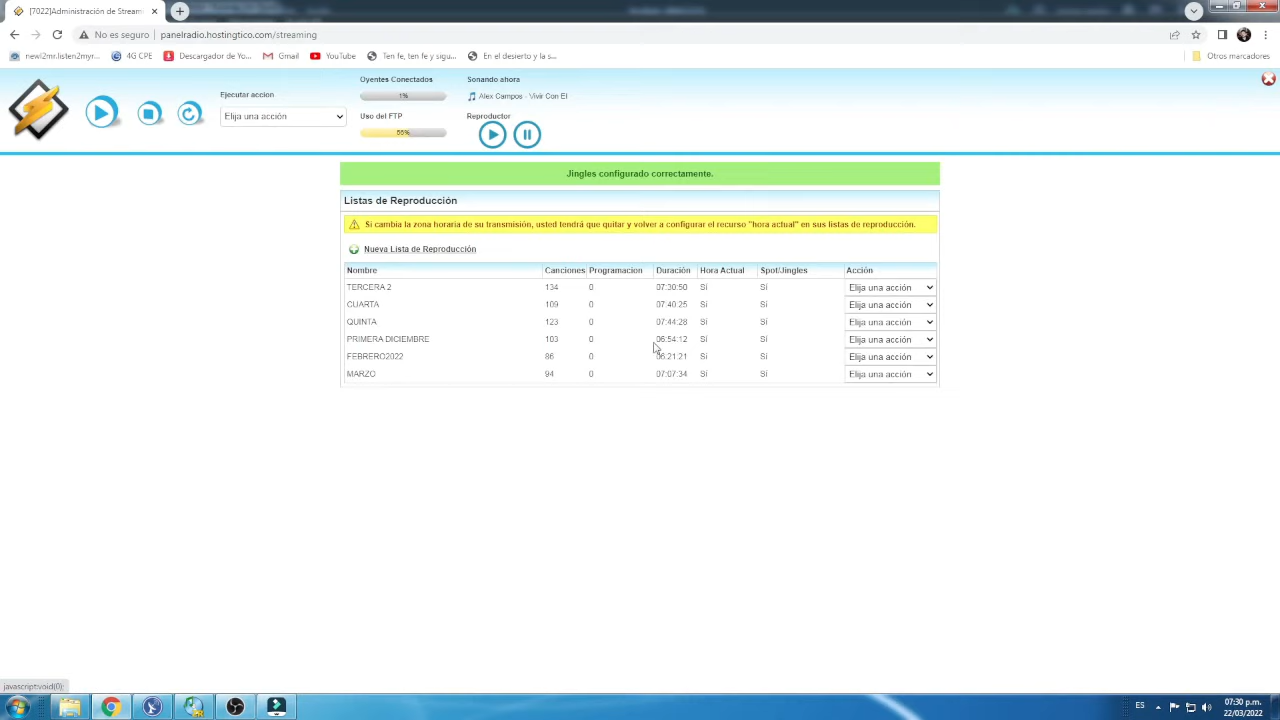 [7022]Administración de Stream
No es seguro | panelradio.hostingtico.com/streaming
newl2mr.listen2myr...
4G CPE
Descargador de Yo...
Gmail
YouTube
Ten fe, ten fe y sigu...
En el desierto y la s...
Otros marcadores
Ejecutar accion
Elija una acción
Oyentes Conectados
1%
Uso del FTP
55%
Sonando ahora
Alex Campos - Vivir Con El
Reproductor
Jingles configurado correctamente.
Listas de Reproducción
Si cambia la zona horaria de su transmisión, usted tendrá que quitar y volver a configurar el recurso "hora actual" en sus listas de reproducción.
Nueva Lista de Reproducción
Nombre Canciones Programacion Duración Hora Actual Spot/Jingles Acción
TERCERA 2 134 0 07:30:50 Sí Sí Elija una acción
CUARTA 109 0 07:40:25 Sí Sí Elija una acción
QUINTA 123 0 07:44:28 Sí Sí Elija una acción
PRIMERA DICIEMBRE 103 0 06:54:12 Sí Sí Elija una acción
FEBRERO2022 86 0 06:21:21 Sí Sí Elija una acción
MARZO 94 0 07:07:34 Sí Sí Elija una acción
javascript:void(0);
ES
07:30 p.m.
22/03/2022